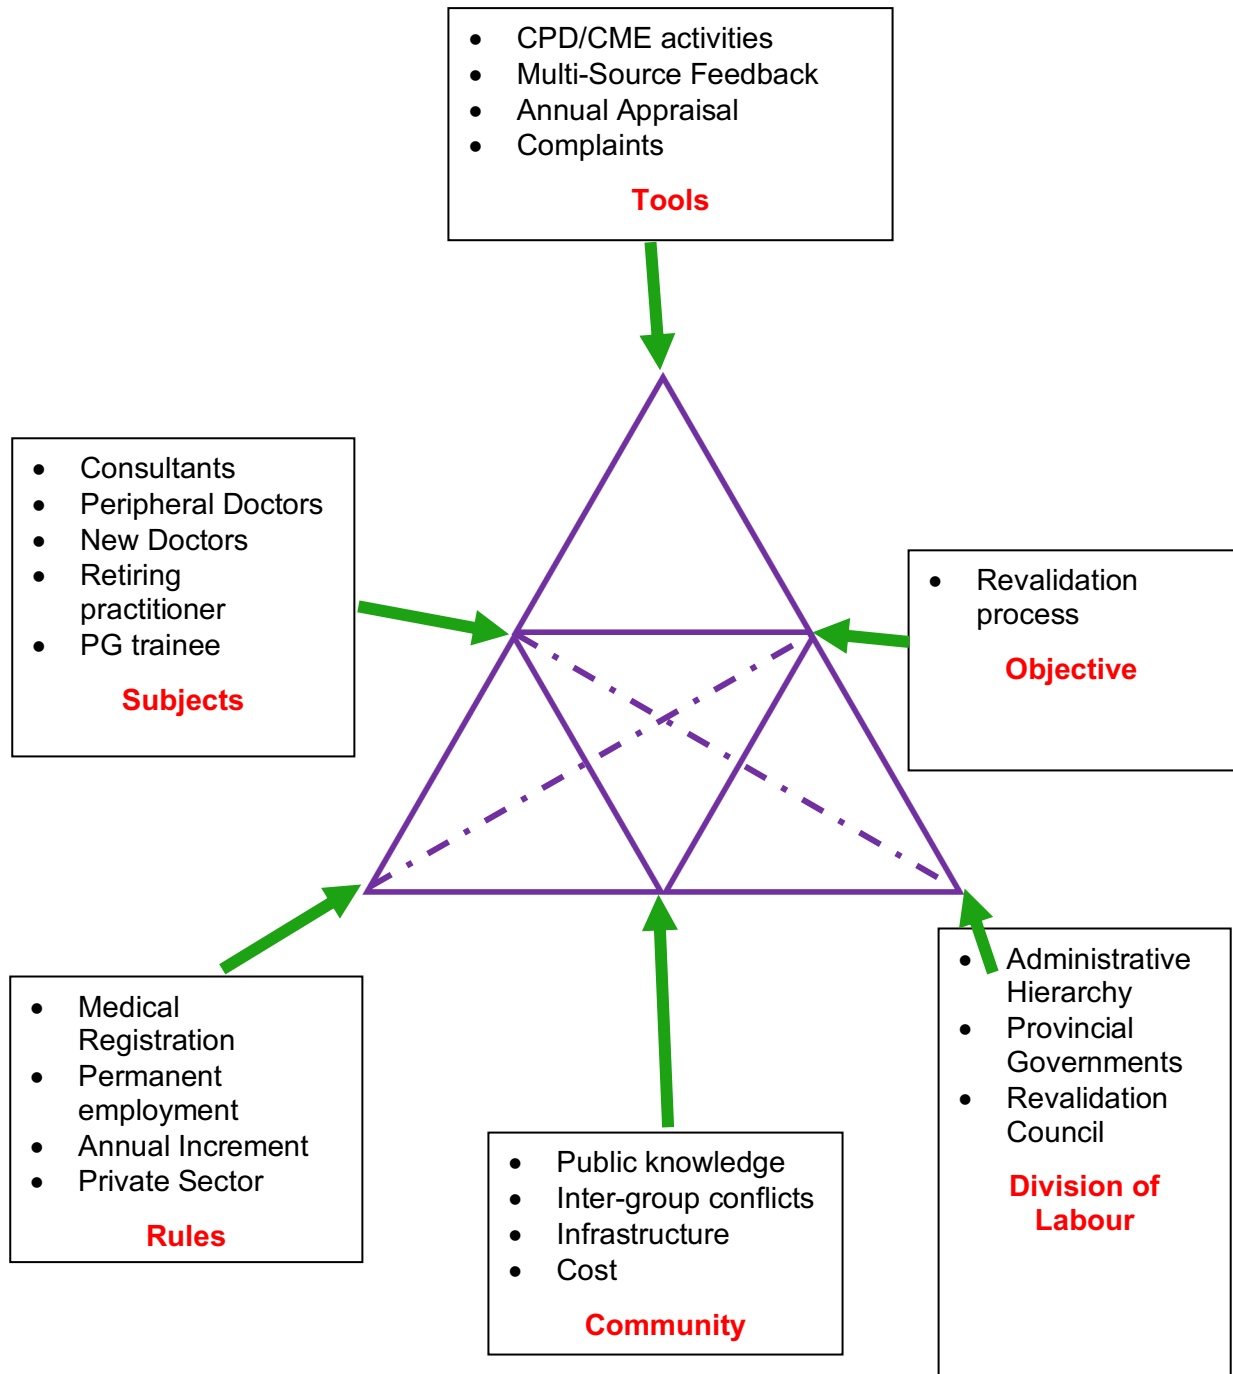 • CPD/CME activities
• Multi-Source Feedback
• Annual Appraisal
• Complaints
Tools
• Consultants
• Peripheral Doctors
• New Doctors
• Retiring
practitioner
• PG trainee
Subjects
• Revalidation
process
Objective
• Medical
Registration
• Permanent
employment
• Annual Increment
• Private Sector
Rules
• Public knowledge
• Inter-group conflicts
• Infrastructure
• Cost
Community
• Administrative
Hierarchy
• Provincial
Governments
• Revalidation
Council
Division of
Labour